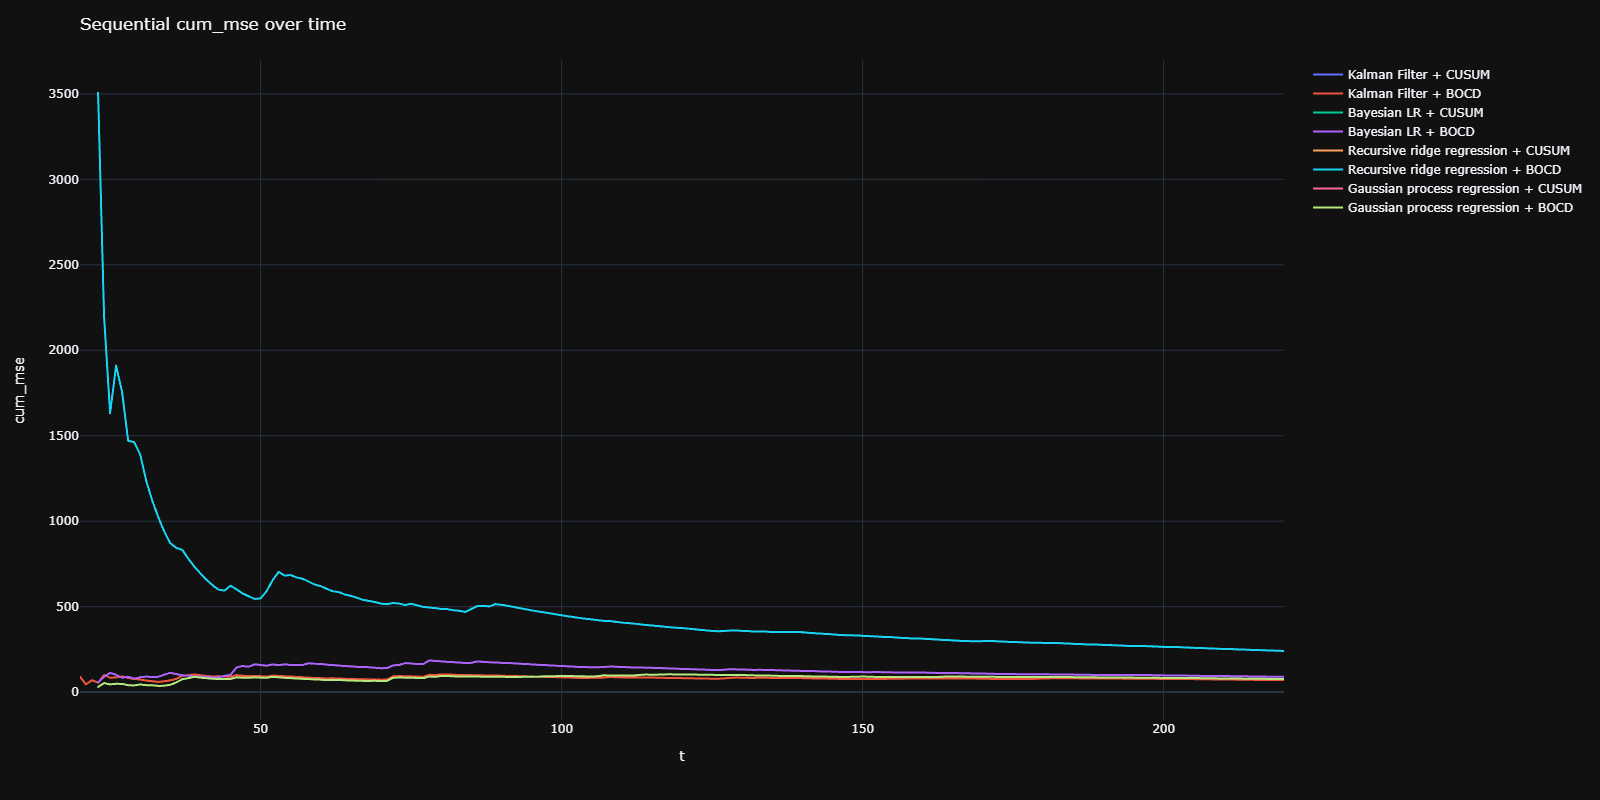 Sequential cum_mse over time
Kalman Filter + CUSUM
Kalman Filter + BOCD
Bayesian LR + CUSUM
Bayesian LR + BOCD
Recursive ridge regression + CUSUM
Recursive ridge regression + BOCD
Gaussian process regression + CUSUM
Gaussian process regression + BOCD
3500
3000
2500
2000
1500
1000
500
0
cum_mse
50
100
150
200
t